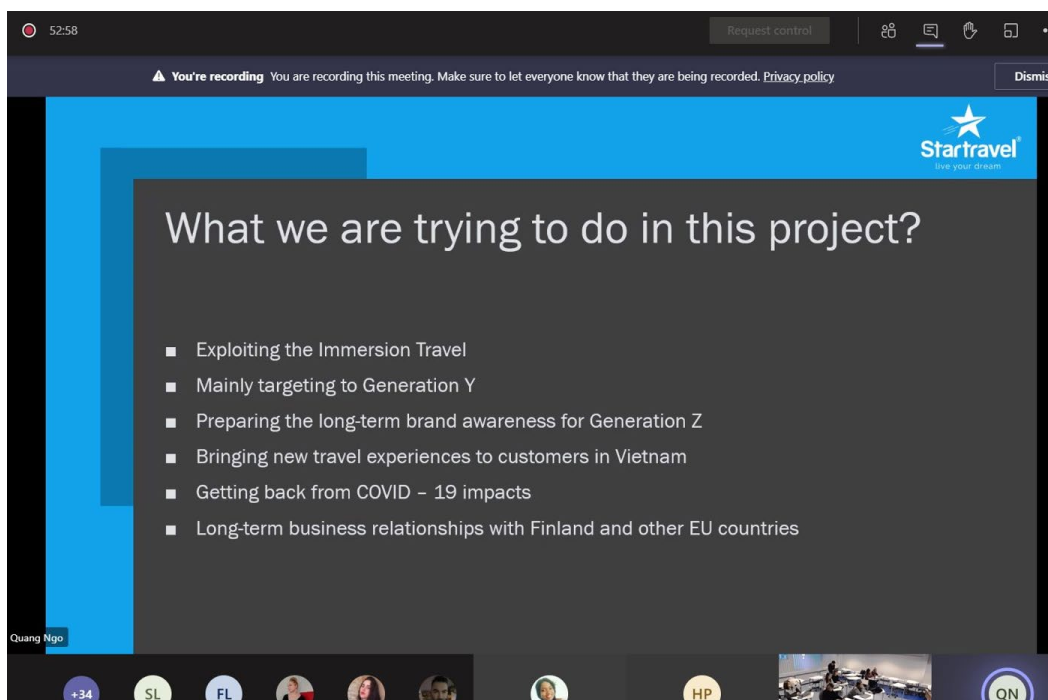 52:58
Request control
You're recording You are recording this meeting. Make sure to let everyone know that they are being recorded. Privacy policy
Dismis
Startravel
live your dream
What we are trying to do in this project?
■ Exploiting the Immersion Travel
■ Mainly targeting to Generation Y
■ Preparing the long-term brand awareness for Generation Z
■ Bringing new travel experiences to customers in Vietnam
■ Getting back from COVID – 19 impacts
■ Long-term business relationships with Finland and other EU countries
Quang Ngo
+34
SL
FL
HP
QN